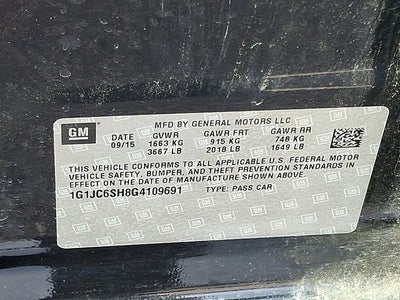 GM
MFD BY GENERAL MOTORS LLC
09/15 GVWR GAWR FRT GAWR RR
1663 KG 915 KG 748 KG
3667 LB 2018 LB 1649 LB
THIS VEHICLE CONFORMS TO ALL APPLICABLE U.S. FEDERAL MOTOR
VEHICLE SAFETY, BUMPER, AND THEFT PREVENTION STANDARDS IN
EFFECT ON THE DATE OF MANUFACTURE SHOWN ABOVE.
1G1JC6SH8G4109691 TYPE: PASS CAR